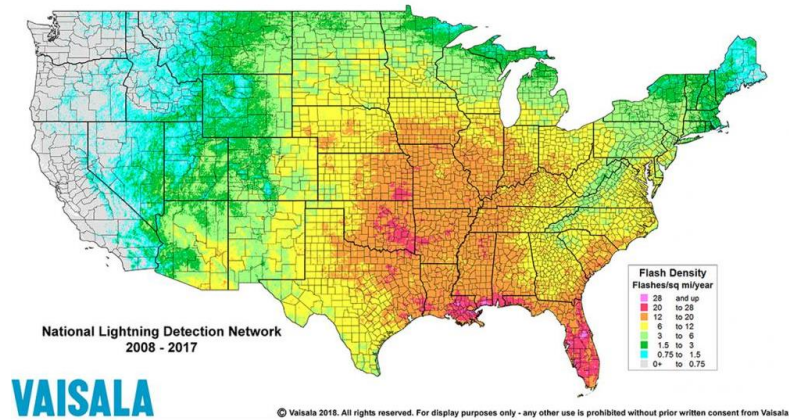 Flash Density
Flashes/sq mi/year
28 and up
20 to 28
12 to 20
6 to 12
3 to 6
1.5 to 3
0.75 to 1.5
0+ to 0.75
National Lightning Detection Network
2008 - 2017
VAISALA
© Vaisala 2018. All rights reserved. For display purposes only - any other use is prohibited without prior written consent from Vaisala